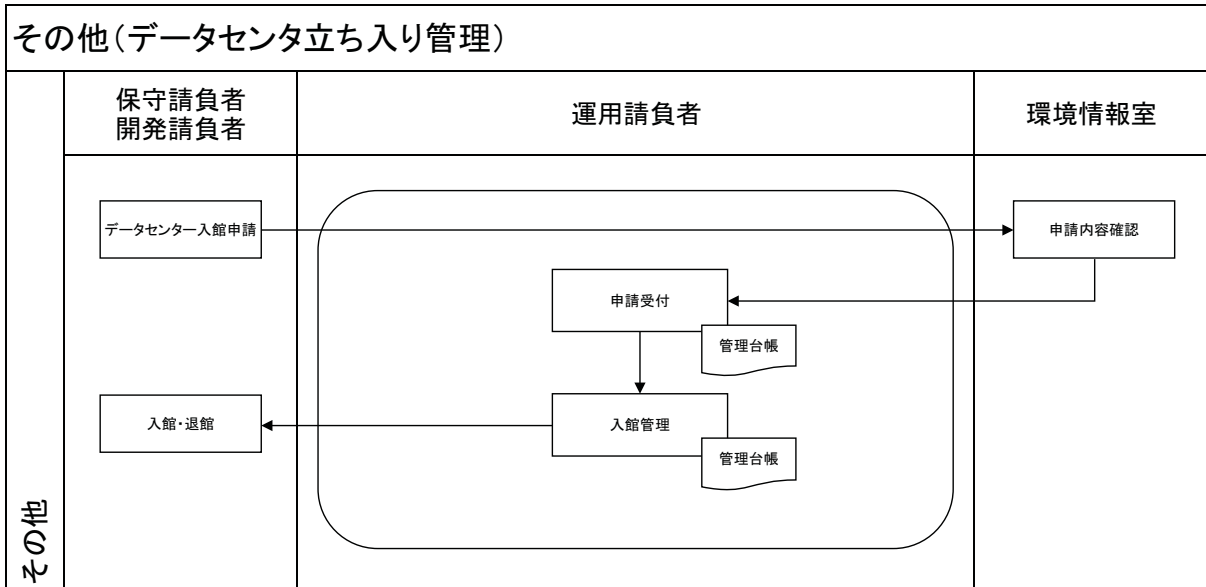 その他(データセンタ立ち入り管理)
保守請負者
開発請負者
運用請負者
環境情報室
データセンター入館申請
申請内容確認
申請受付
管理台帳
入館・退館
入館管理
管理台帳
その他